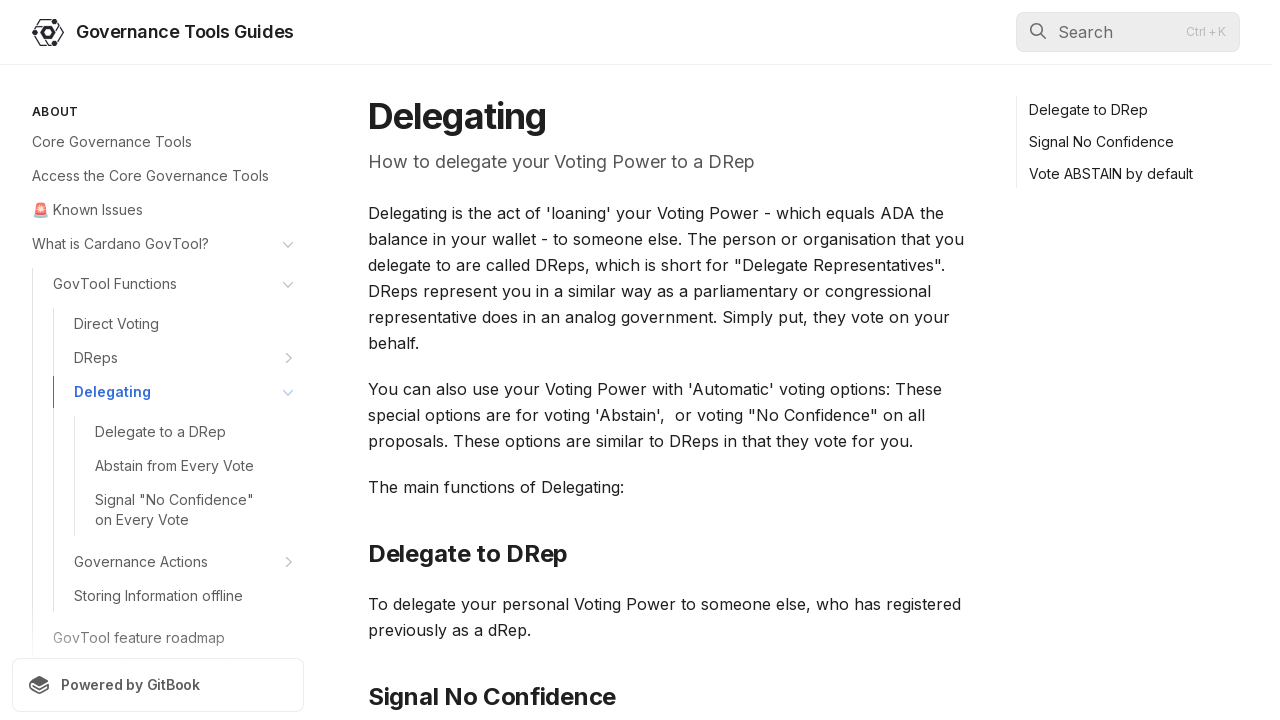 Governance Tools Guides
Search
Ctrl + K
ABOUT
Core Governance Tools
Access the Core Governance Tools
🚨 Known Issues
What is Cardano GovTool?
GovTool Functions
Direct Voting
DReps
Delegating
Delegate to a DRep
Abstain from Every Vote
Signal "No Confidence"
on Every Vote
Governance Actions
Storing Information offline
GovTool feature roadmap
Powered by GitBook
Delegating
How to delegate your Voting Power to a DRep
Delegating is the act of 'loaning' your Voting Power - which equals ADA the
balance in your wallet - to someone else. The person or organisation that you
delegate to are called DReps, which is short for "Delegate Representatives".
DReps represent you in a similar way as a parliamentary or congressional
representative does in an analog government. Simply put, they vote on your
behalf.
You can also use your Voting Power with 'Automatic' voting options: These
special options are for voting 'Abstain',  or voting "No Confidence" on all
proposals. These options are similar to DReps in that they vote for you.
The main functions of Delegating:
Delegate to DRep
To delegate your personal Voting Power to someone else, who has registered
previously as a dRep.
Signal No Confidence
Delegate to DRep
Signal No Confidence
Vote ABSTAIN by default